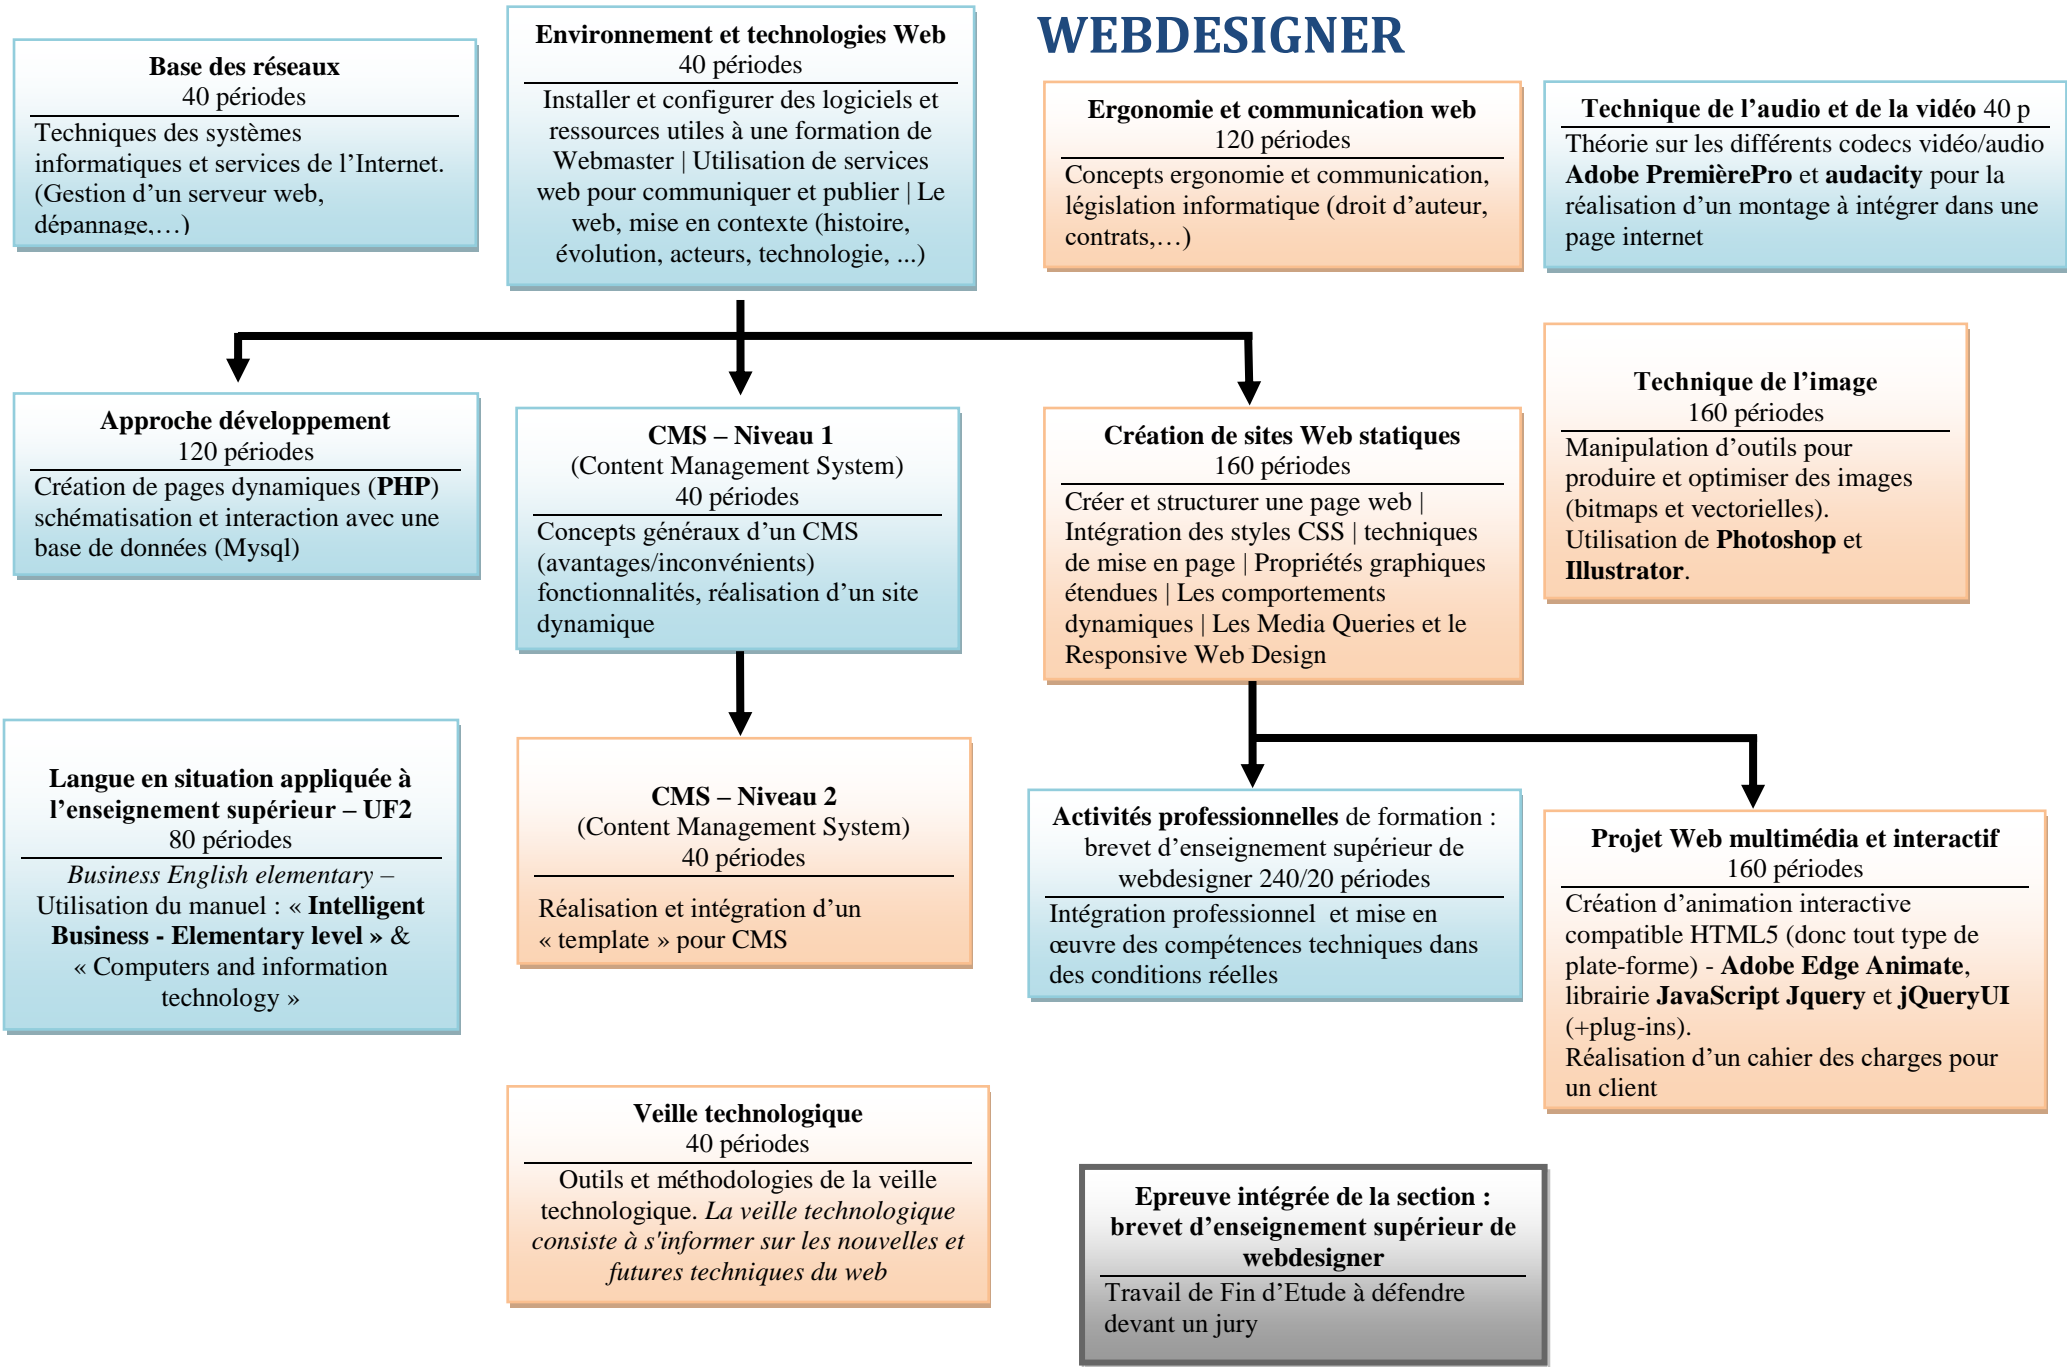 WEBDESIGNER
Base des réseaux
40 périodes
Techniques des systèmes
informatiques et services de l’Internet.
(Gestion d’un serveur web,
dépannage,…)
Environnement et technologies Web
40 périodes
Installer et configurer des logiciels et
ressources utiles à une formation de
Webmaster | Utilisation de services
web pour communiquer et publier | Le
web, mise en contexte (histoire,
évolution, acteurs, technologie, ...)
Ergonomie et communication web
120 périodes
Concepts ergonomie et communication,
législation informatique (droit d’auteur,
contrats,…)
Technique de l’audio et de la vidéo 40 p
Théorie sur les différents codecs vidéo/audio
Adobe PremièrePro et audacity pour la
réalisation d’un montage à intégrer dans une
page internet
Approche développement
120 périodes
Création de pages dynamiques (PHP)
schématisation et interaction avec une
base de données (Mysql)
CMS – Niveau 1
(Content Management System)
40 périodes
Concepts généraux d’un CMS
(avantages/inconvénients)
fonctionnalités, réalisation d’un site
dynamique
Création de sites Web statiques
160 périodes
Créer et structurer une page web |
Intégration des styles CSS | techniques
de mise en page | Propriétés graphiques
étendues | Les comportements
dynamiques | Les Media Queries et le
Responsive Web Design
Technique de l’image
160 périodes
Manipulation d’outils pour
produire et optimiser des images
(bitmaps et vectorielles).
Utilisation de Photoshop et
Illustrator.
Langue en situation appliquée à
l’enseignement supérieur – UF2
80 périodes
Business English elementary –
Utilisation du manuel : « Intelligent
Business - Elementary level » &
« Computers and information
technology »
CMS – Niveau 2
(Content Management System)
40 périodes
Réalisation et intégration d’un
« template » pour CMS
Activités professionnelles de formation :
brevet d’enseignement supérieur de
webdesigner 240/20 périodes
Intégration professionnel  et mise en
œuvre des compétences techniques dans
des conditions réelles
Projet Web multimédia et interactif
160 périodes
Création d’animation interactive
compatible HTML5 (donc tout type de
plate-forme) - Adobe Edge Animate,
librairie JavaScript Jquery et jQueryUI
(+plug-ins).
Réalisation d’un cahier des charges pour
un client
Veille technologique
40 périodes
Outils et méthodologies de la veille
technologique. La veille technologique
consiste à s'informer sur les nouvelles et
futures techniques du web
Epreuve intégrée de la section :
brevet d’enseignement supérieur de
webdesigner
Travail de Fin d’Etude à défendre
devant un jury